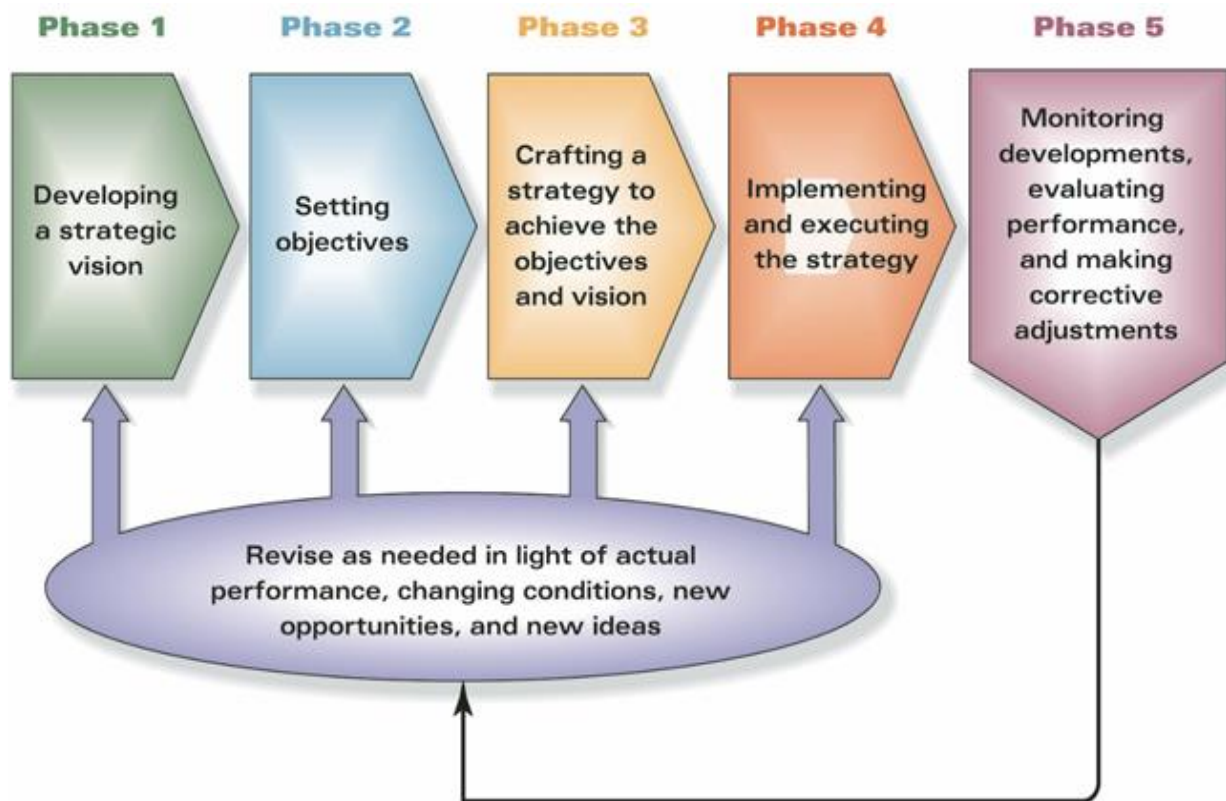 Phase 1
Phase 2
Phase 3
Phase 4
Phase 5
Developing
a strategic
vision
Setting
objectives
Crafting a
strategy to
achieve the
objectives
and vision
Implementing
and executing
the strategy
Monitoring
developments,
evaluating
performance,
and making
corrective
adjustments
Revise as needed in light of actual
performance, changing conditions, new
opportunities, and new ideas